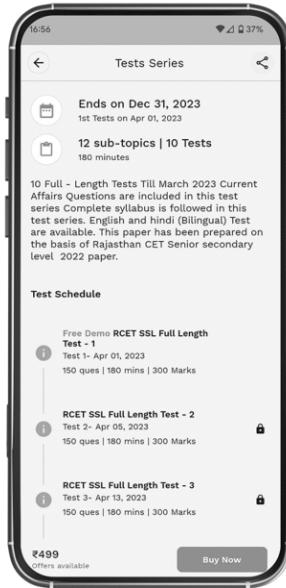 16:56
37%
Tests Series
Ends on Dec 31, 2023
1st Tests on Apr 01, 2023
12 sub-topics | 10 Tests
180 minutes
10 Full - Length Tests Till March 2023 Current
Affairs Questions are included in this test
series Complete syllabus is followed in this
test series. English and hindi (Bilingual) Test
are available. This paper has been prepared on
the basis of Rajasthan CET Senior secondary
level 2022 paper.
Test Schedule
Free Demo RCET SSL Full Length
Test - 1
Test 1- Apr 01, 2023
150 ques | 180 mins | 300 Marks
RCET SSL Full Length Test - 2
Test 2- Apr 05, 2023
150 ques | 180 mins | 300 Marks
RCET SSL Full Length Test - 3
Test 3- Apr 13, 2023
150 ques | 180 mins | 300 Marks
₹499
Offers available
Buy Now